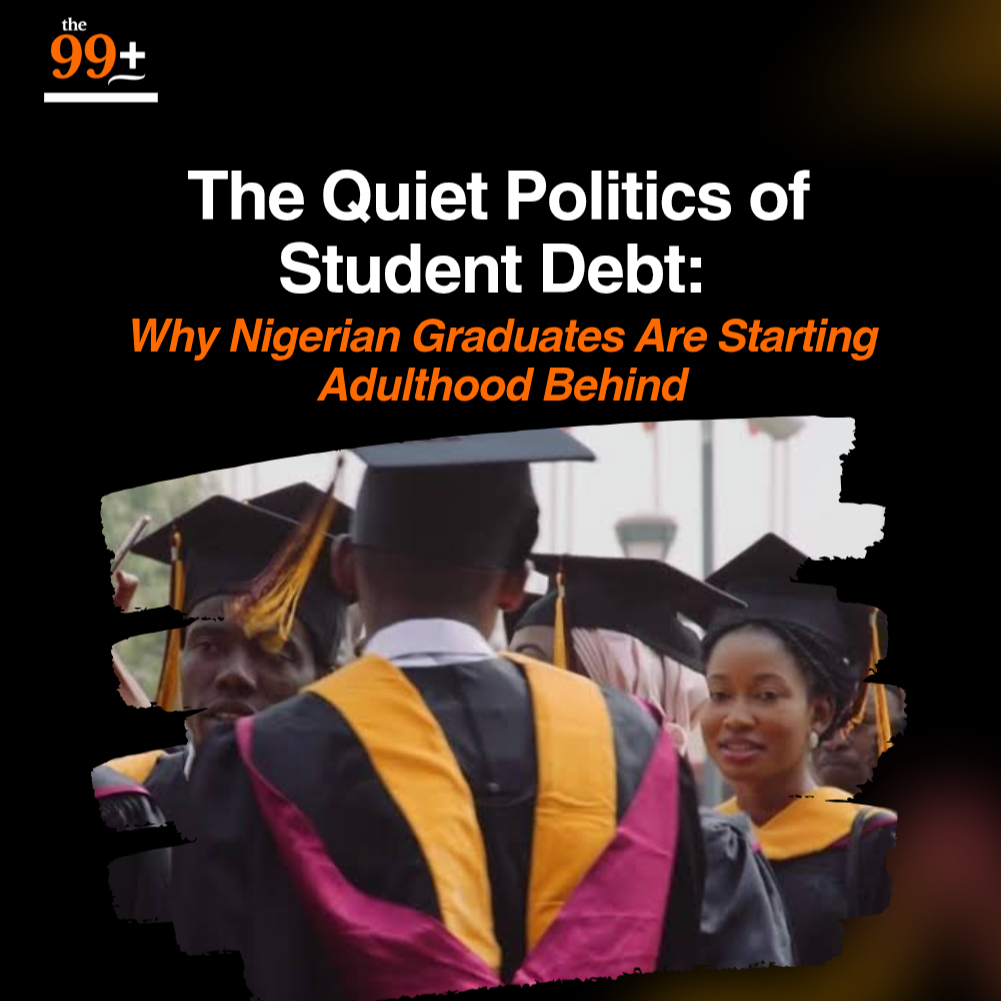 the
99+
The Quiet Politics of
Student Debt:
Why Nigerian Graduates Are Starting
Adulthood Behind